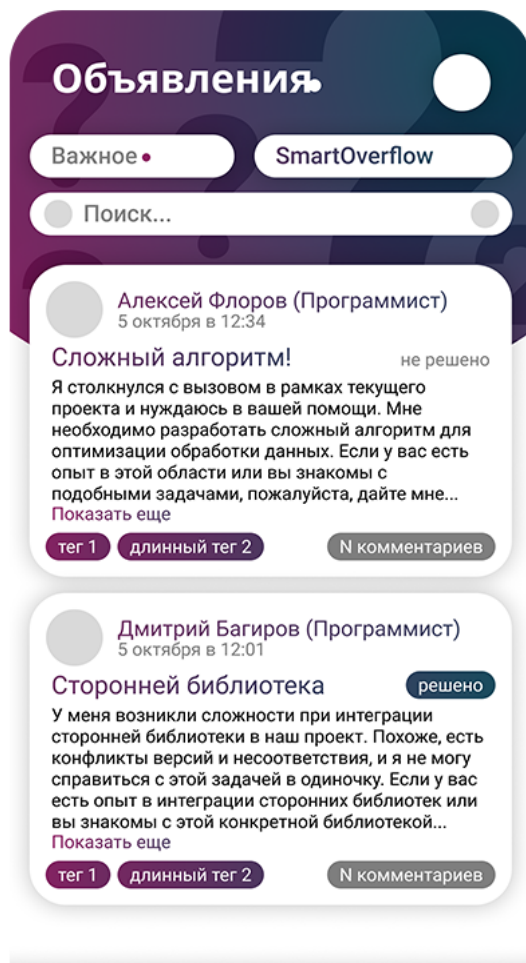 Объявления
Важное
SmartOverflow
Поиск...
Алексей Флоров (Программист)
5 октября в 12:34
Сложный алгоритм!
не решено
Я столкнулся с вызовом в рамках текущего
проекта и нуждаюсь в вашей помощи. Мне
необходимо разработать сложный алгоритм для
оптимизации обработки данных. Если у вас есть
опыт в этой области или вы знакомы с
подобными задачами, пожалуйста, дайте мне...
Показать еще
тег 1
длинный тег 2
N комментариев
Дмитрий Багиров (Программист)
5 октября в 12:01
Сторонней библиотека
решено
У меня возникли сложности при интеграции
сторонней библиотеки в наш проект. Похоже, есть
конфликты версий и несоответствия, и я не могу
справиться с этой задачей в одиночку. Если у вас
есть опыт в интеграции сторонних библиотек или
вы знакомы с этой конкретной библиотекой...
Показать еще
тег 1
длинный тег 2
N комментариев